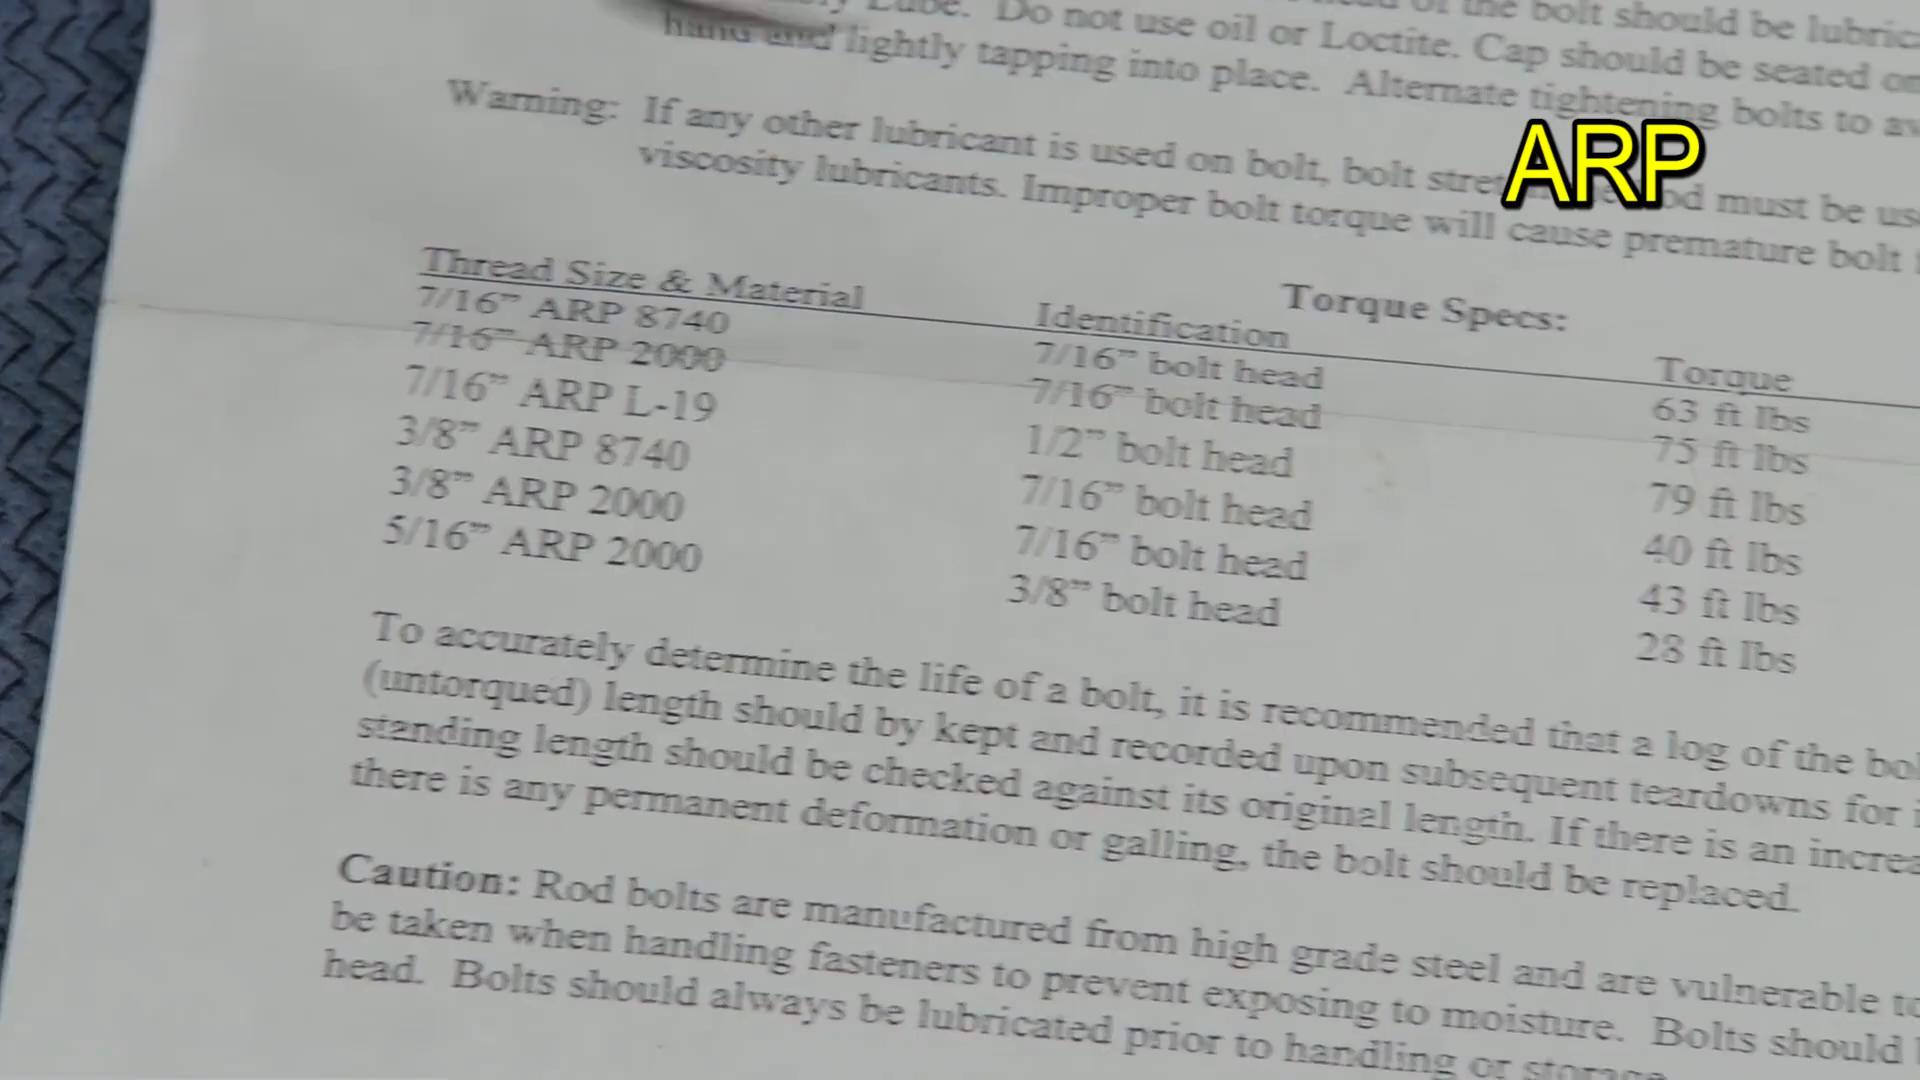 Lube. Do not use oil or Loctite. Cap should be seated
of the bolt should be
hand and lightly tapping into place. Alternate tightening bolts to
Warning: If any other lubricant is used on bolt, bolt must be
viscosity lubricants. Improper bolt torque will cause premature bolt
ARP
Torque Specs:
Thread Size & Material Identification Torque
7/16” ARP 8740 7/16” bolt head 63 ft lbs
7/16” ARP 2000 7/16” bolt head 75 ft lbs
7/16” ARP L-19 1/2” bolt head 79 ft lbs
3/8” ARP 8740 7/16” bolt head 40 ft lbs
3/8” ARP 2000 7/16” bolt head 43 ft lbs
5/16” ARP 2000 3/8” bolt head 28 ft lbs
To accurately determine the life of a bolt, it is recommended that a log of the
(untorqued) length should by kept and recorded upon subsequent teardowns for
standing length should be checked against its original length. If there is an
there is any permanent deformation or galling, the bolt should be replaced.
Caution: Rod bolts are manufactured from high grade steel and are vulnerable
be taken when handling fasteners to prevent exposing to moisture. Bolts should
head. Bolts should always be lubricated prior to handling or